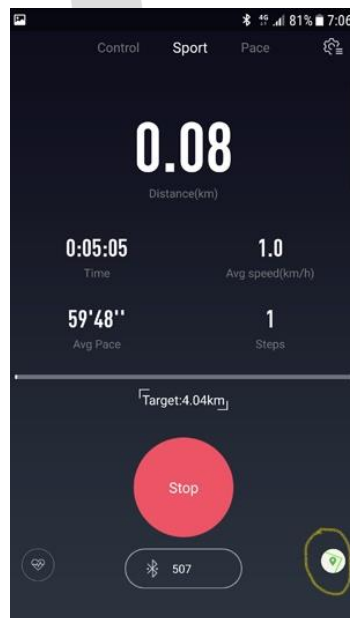 4G 81% 7:06
Control Sport Pace
0.08
Distance(km)
0:05:05 1.0
Time Avg speed(km/h)
59'48'' 1
Avg Pace Steps
Target:4.04km
Stop
507